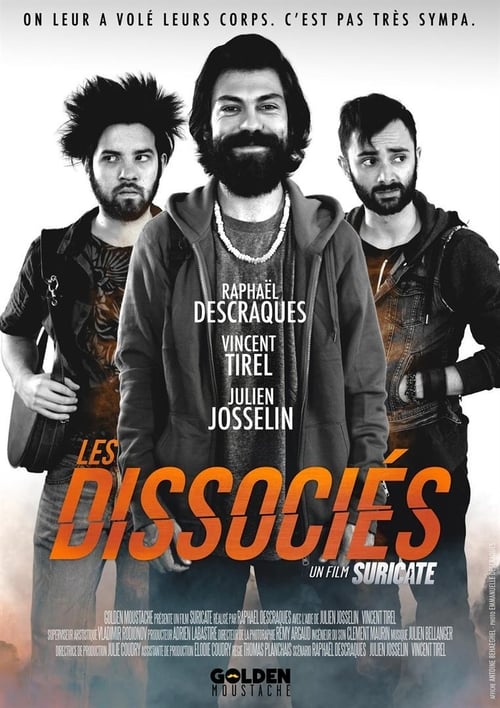 ON LEUR A VOLÉ LEURS CORPS. C'EST PAS TRÈS SYMPA.
RAPHAËL
DESCRAQUES
VINCENT
TIREL
JULIEN
JOSSELIN
LES
DISSOCIÉS
UN FILM SURICATE
GOLDEN MOUSTACHE PRÉSENTE UN FILM SURICATE RÉALISÉ PAR RAPHAËL DESCRAQUES AVEC L'AIDE DE JULIEN JOSSELIN VINCENT TIREL
SUPERVISEUR ARTISTIQUE VLADIMIR RODIONOV PRODUCTEUR ADRIEN LABASTIRE DIRECTEUR DE LA PHOTOGRAPHIE RÉMY ARGAUD INGÉNIEUR DU SON CLÉMENT MAURIN MUSIQUE JULIEN BELLANGER
DIRECTRICE DE PRODUCTION JULIE COUDRY ASSISTANTE DE PRODUCTION ELODIE COUDRY RÉGIE THOMAS PLANCHAIS SCÉNARIO RAPHAËL DESCRAQUES JULIEN JOSSELIN VINCENT TIREL
GOLDEN
MOUSTACHE